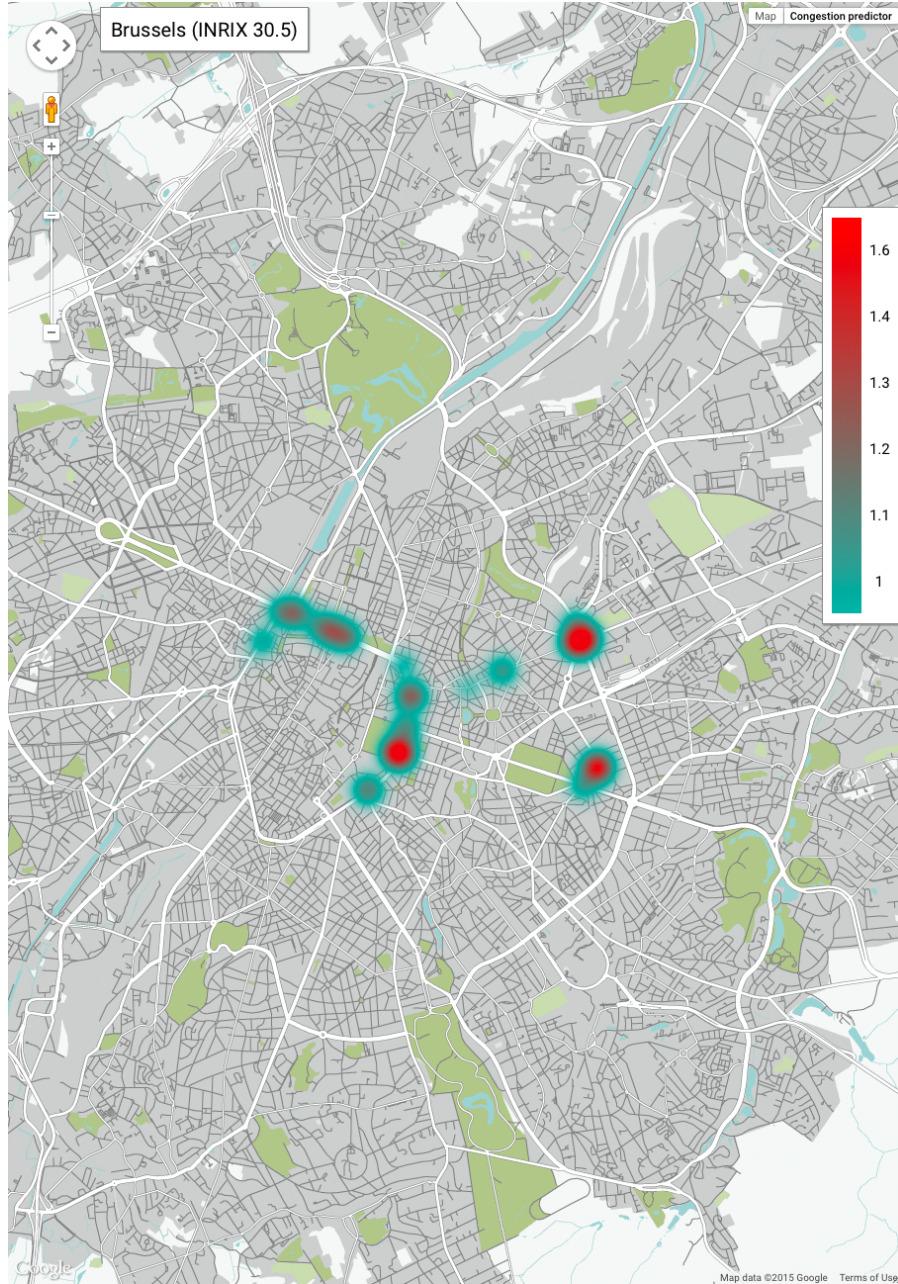 Brussels (INRIX 30.5)
Map
Congestion predictor
+
−
1.6
1.4
1.3
1.2
1.1
1
Google
Map data ©2015 Google
Terms of Use